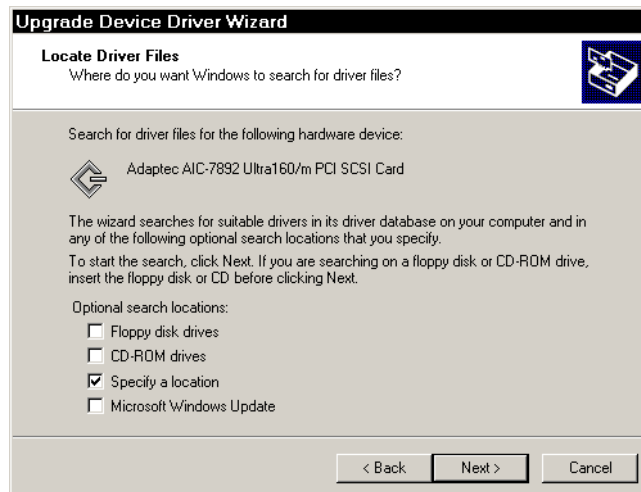 Upgrade Device Driver Wizard
Locate Driver Files
Where do you want Windows to search for driver files?
Search for driver files for the following hardware device:
Adaptec AIC-7892 Ultra160/m PCI SCSI Card
The wizard searches for suitable drivers in its driver database on your computer and in
any of the following optional search locations that you specify.
To start the search, click Next. If you are searching on a floppy disk or CD-ROM drive,
insert the floppy disk or CD before clicking Next.
Optional search locations:
Floppy disk drives
CD-ROM drives
Specify a location
Microsoft Windows Update
< Back Next > Cancel